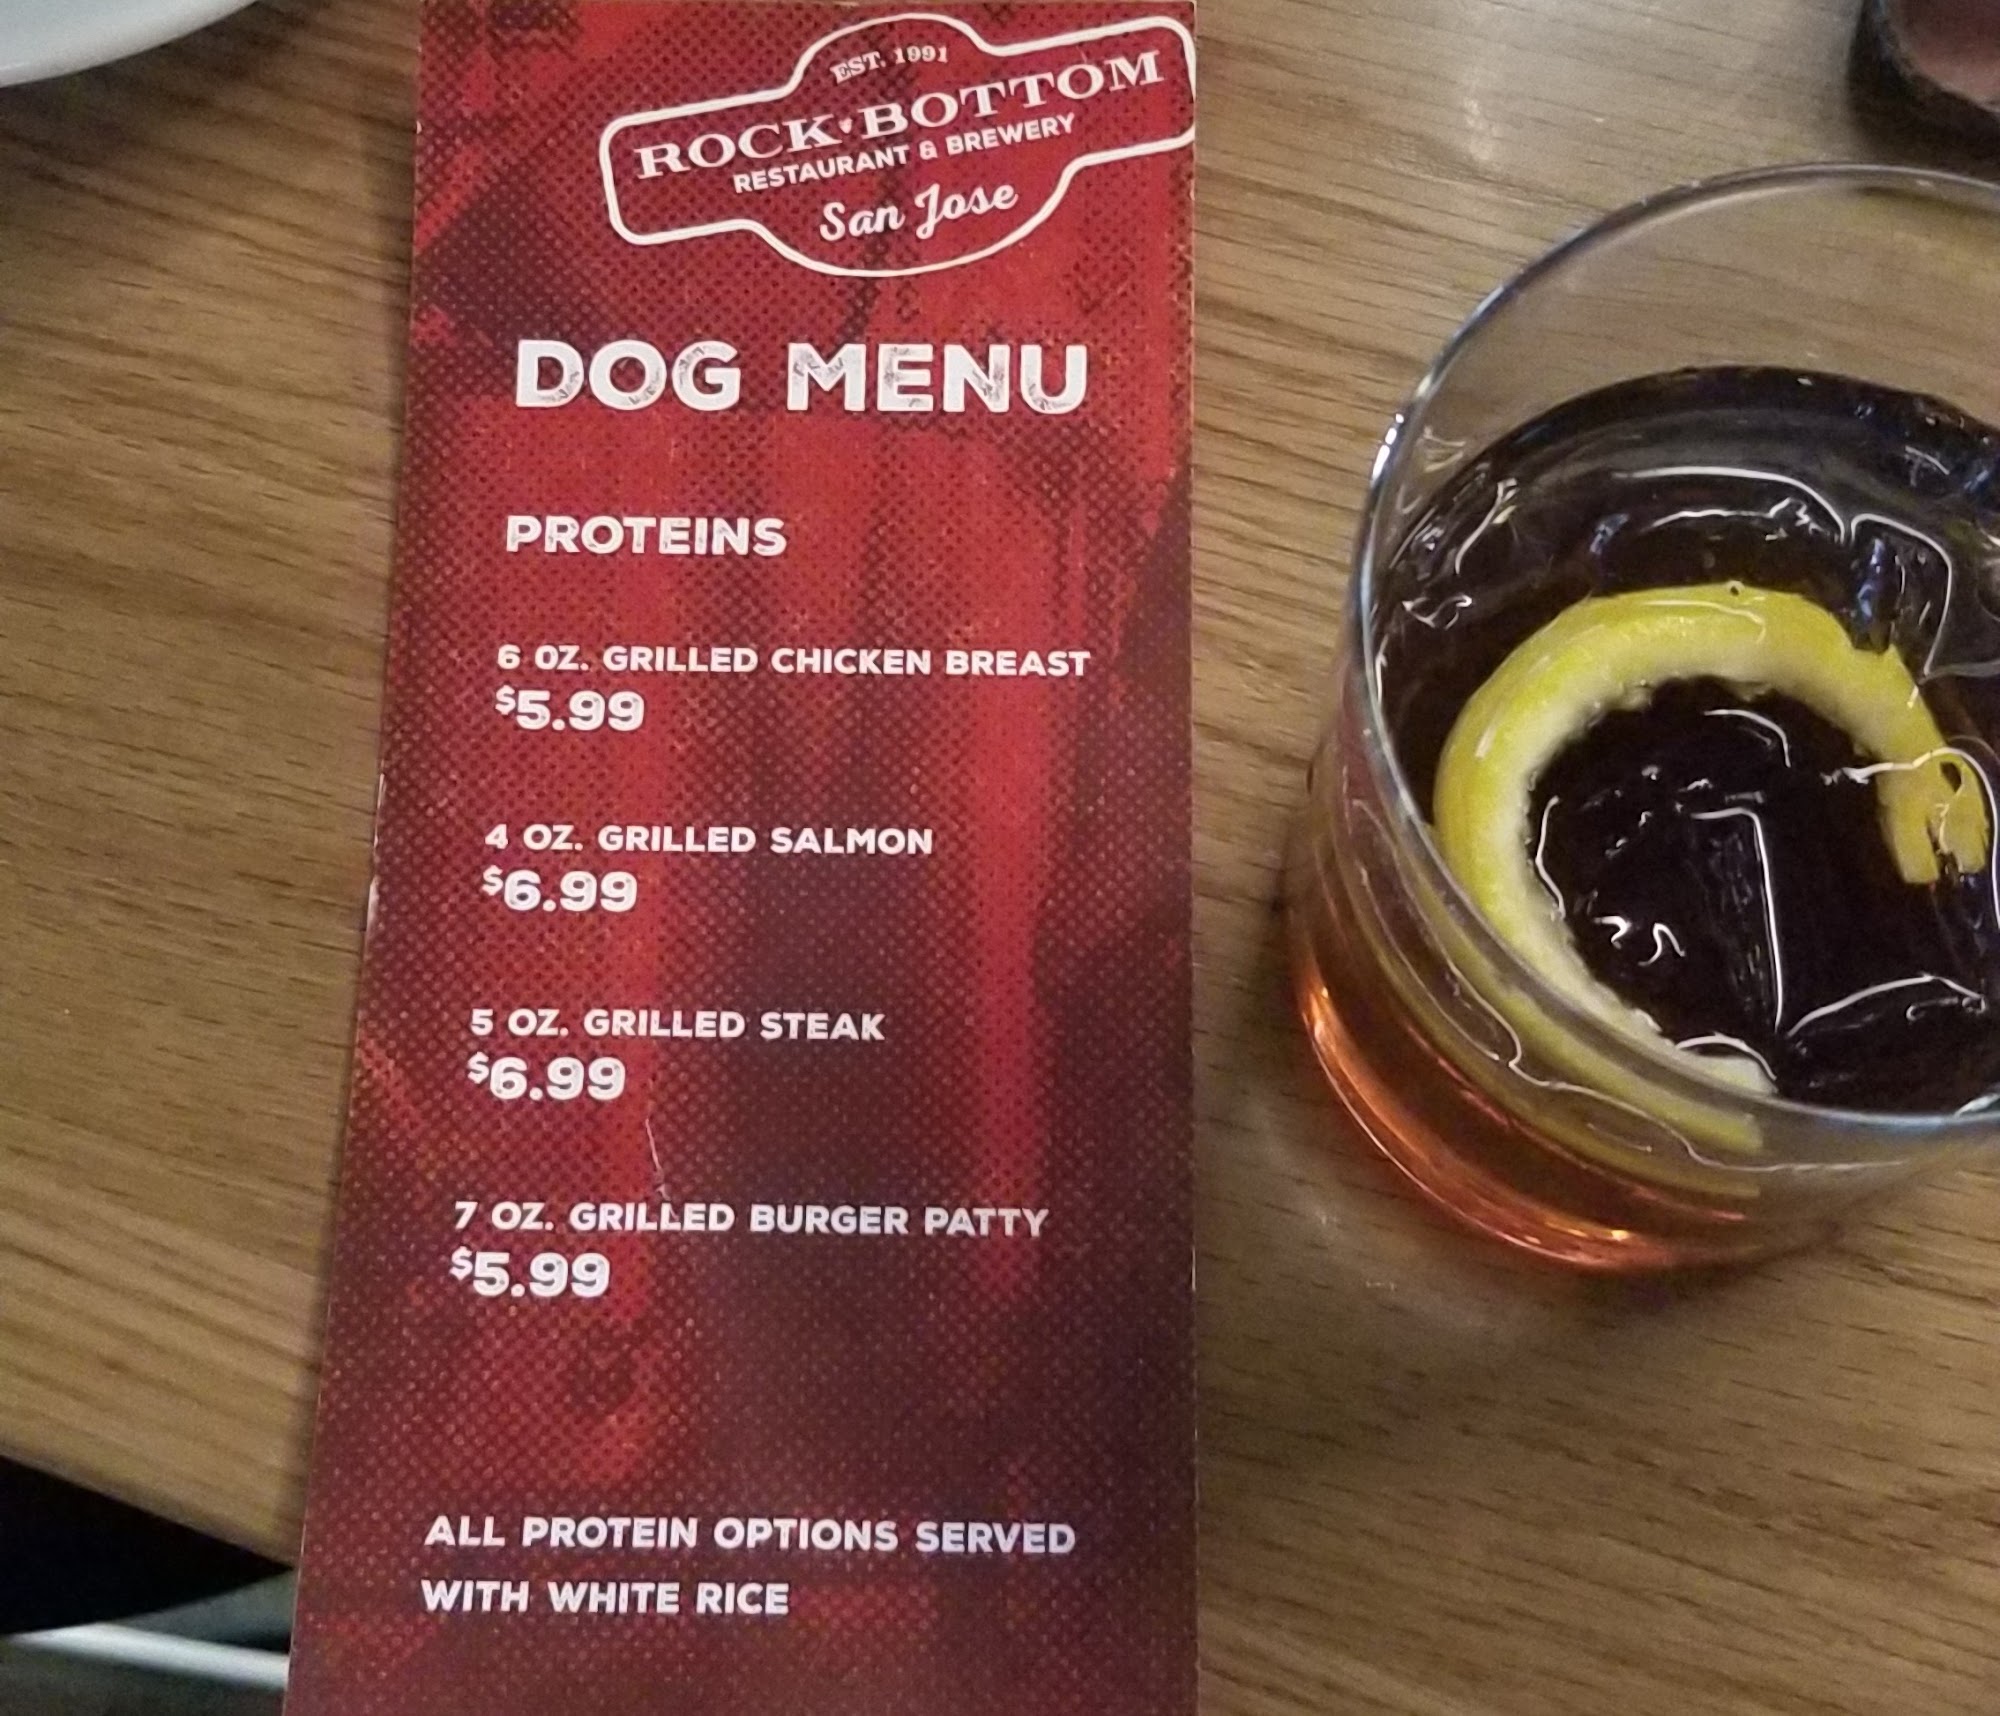 EST. 1991
ROCK BOTTOM
RESTAURANT & BREWERY
San Jose
DOG MENU
PROTEINS
6 OZ. GRILLED CHICKEN BREAST
$5.99
4 OZ. GRILLED SALMON
$6.99
5 OZ. GRILLED STEAK
$6.99
7 OZ. GRILLED BURGER PATTY
$5.99
ALL PROTEIN OPTIONS SERVED
WITH WHITE RICE